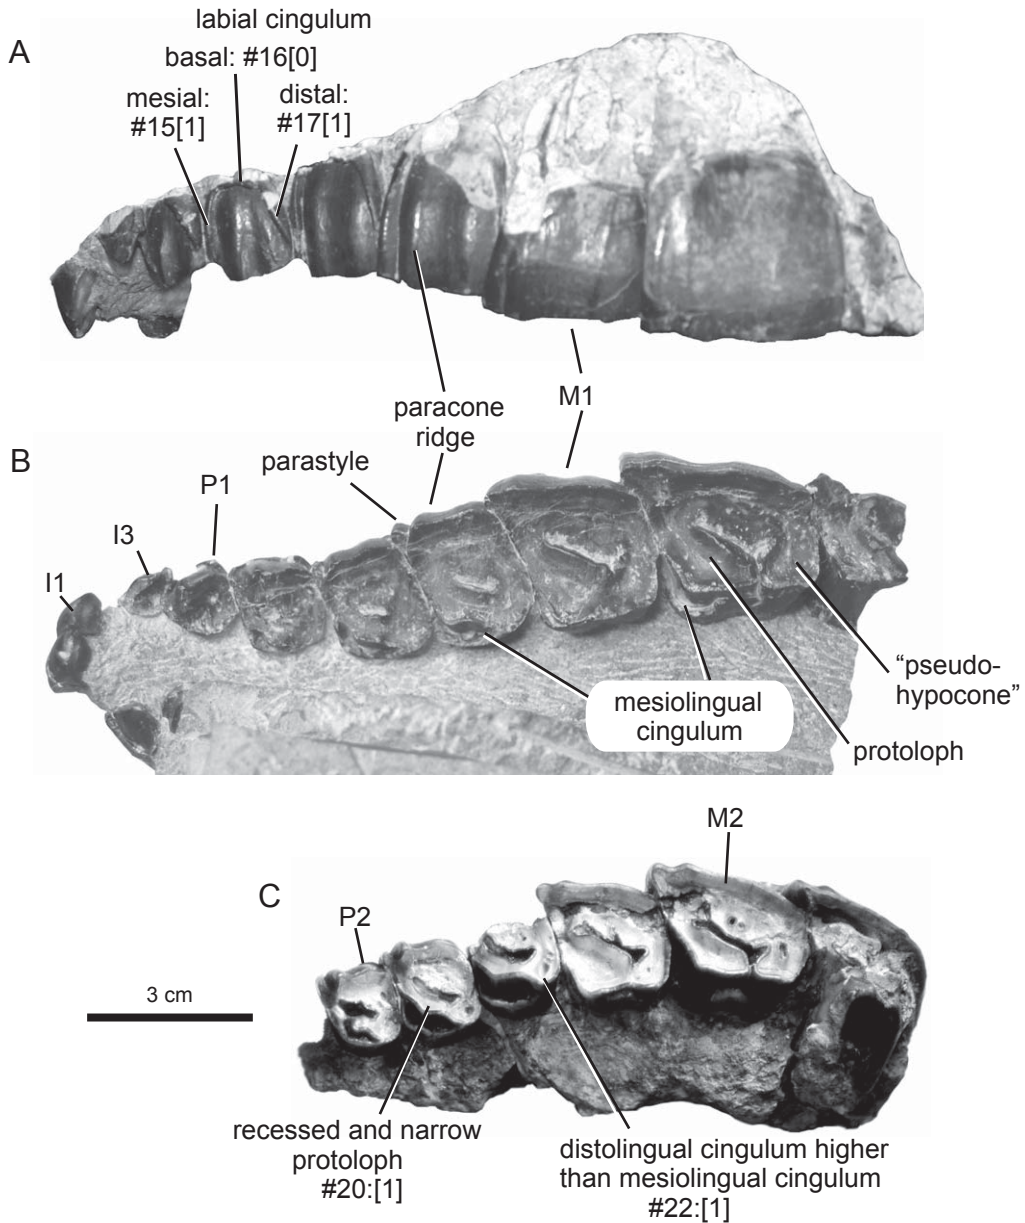 A
labial cingulum
basal: #16[0]
mesial:
#15[1]
distal:
#17[1]
M1
paracone
ridge
B
parastyle
P1
I3
I1
"pseudo-
hypocone"
mesiolingual
cingulum
protoloph
M2
C
P2
3 cm
recessed and narrow
protoloph
#20:[1]
distolingual cingulum higher
than mesiolingual cingulum
#22:[1]